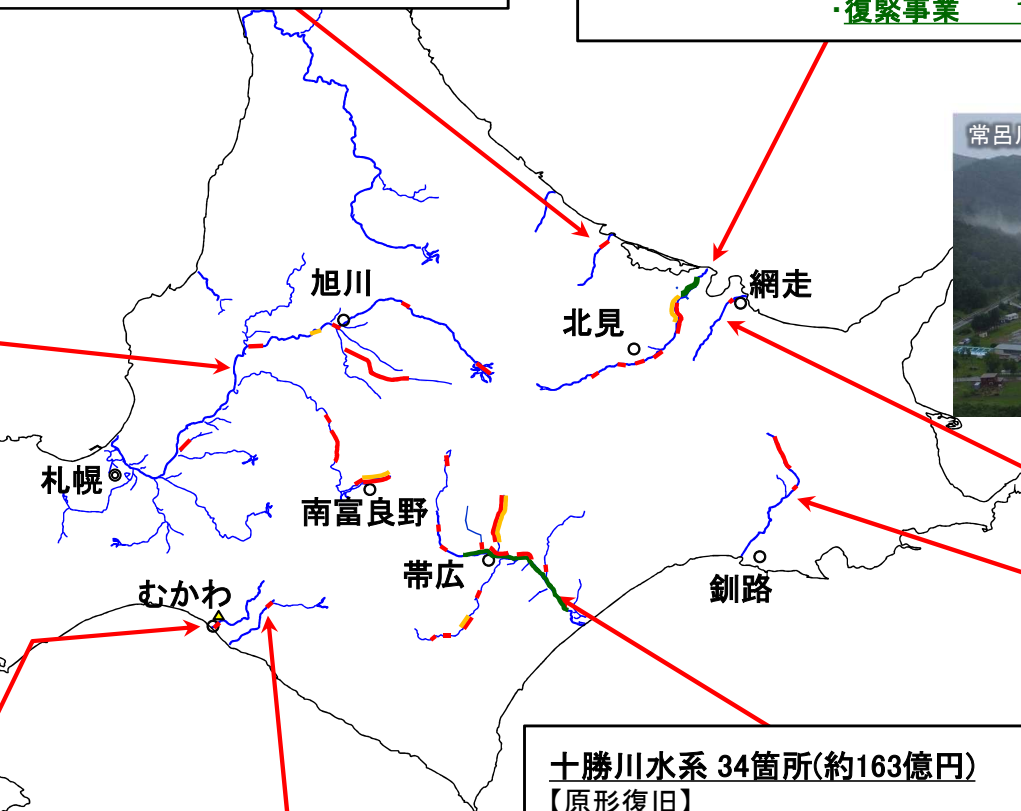 ・復緊事業
常呂川
旭川
網走
北見
札幌
南富良野
帯広
むかわ
釧路
十勝川水系 34箇所(約163億円)
【原形復旧】